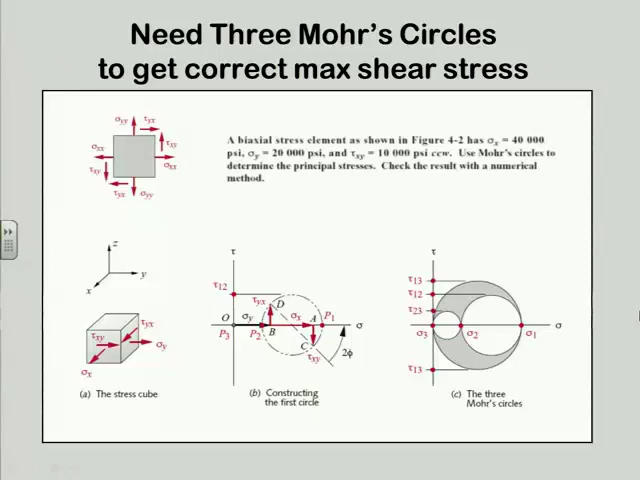 Need Three Mohr's Circles
to get correct max shear stress
σyy τyx
σxx τxy
τxy σxx
τyx σyy
A biaxial stress element as shown in Figure 4-2 has σx = 40 000
psi, σy = 20 000 psi, and τxy = 10 000 psi ccw. Use Mohr's circles to
determine the principal stresses. Check the result with a numerical
method.
z
y
x
τyx
τxy
σy
σx
(a) The stress cube
τ
τ12
τyx D
O σy σx A P1 σ
P3 P2 B
C
τxy 2ϕ
(b) Constructing
the first circle
τ
τ13
τ12
τ23
σ3 σ2 σ1 σ
τ13
(c) The three
Mohr's circles